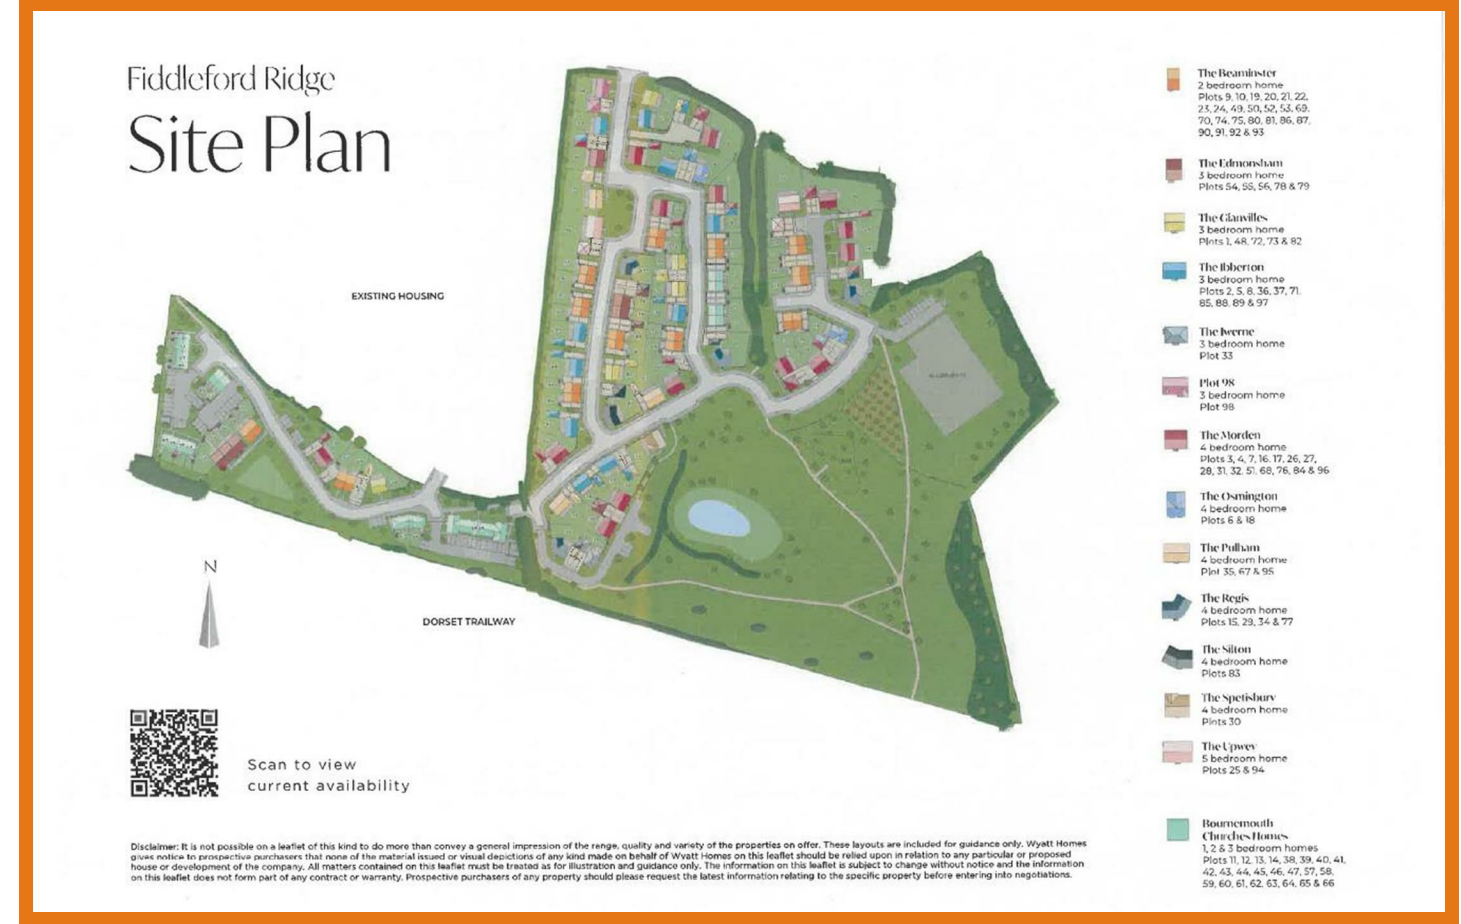 Fiddleford Ridge
Site Plan
EXISTING HOUSING
DORSET TRAILWAY
N
Scan to view
current availability
The Beaminster
2 bedroom home
Plots 9, 10, 19, 20, 21, 22,
23, 24, 49, 50, 52, 53, 69,
70, 74, 75, 80, 81, 86, 87,
90, 91, 92 & 93
The Edmonsham
3 bedroom home
Plots 54, 55, 56, 78 & 79
The Glanvilles
3 bedroom home
Plots 1, 48, 72, 73 & 82
The Ibberton
3 bedroom home
Plots 2, 5, 8, 36, 37, 71,
85, 88, 89 & 97
The Iwerne
3 bedroom home
Plot 33
Plot 98
3 bedroom home
Plot 98
The Morden
4 bedroom home
Plots 3, 4, 7, 16, 17, 26, 27,
28, 31, 32, 51, 68, 76, 84 & 96
The Osmington
4 bedroom home
Plots 6 & 18
The Pulham
4 bedroom home
Plot 35, 67 & 95
The Regis
4 bedroom home
Plots 15, 29, 34 & 77
The Silton
4 bedroom home
Plots 83
The Spetisbury
4 bedroom home
Plots 30
The Upwey
5 bedroom home
Plots 25 & 94
Bournemouth
Churches Homes
1, 2 & 3 bedroom homes
Plots 11, 12, 13, 14, 38, 39, 40, 41,
42, 43, 44, 45, 46, 47, 57, 58,
59, 60, 61, 62, 63, 64, 65 & 66
Disclaimer: It is not possible on a leaflet of this kind to do more than convey a general impression of the range, quality and variety of the properties on offer. These layouts are included for guidance only. Wyatt Homes
gives notice to prospective purchasers that none of the material issued or visual depictions of any kind made on behalf of Wyatt Homes on this leaflet should be relied upon in relation to any particular or proposed
house or development of the company. All matters contained on this leaflet must be treated as for illustration and guidance only. The information on this leaflet is subject to change without notice and the information
on this leaflet does not form part of any contract or warranty. Prospective purchasers of any property should please request the latest information relating to the specific property before entering into negotiations.